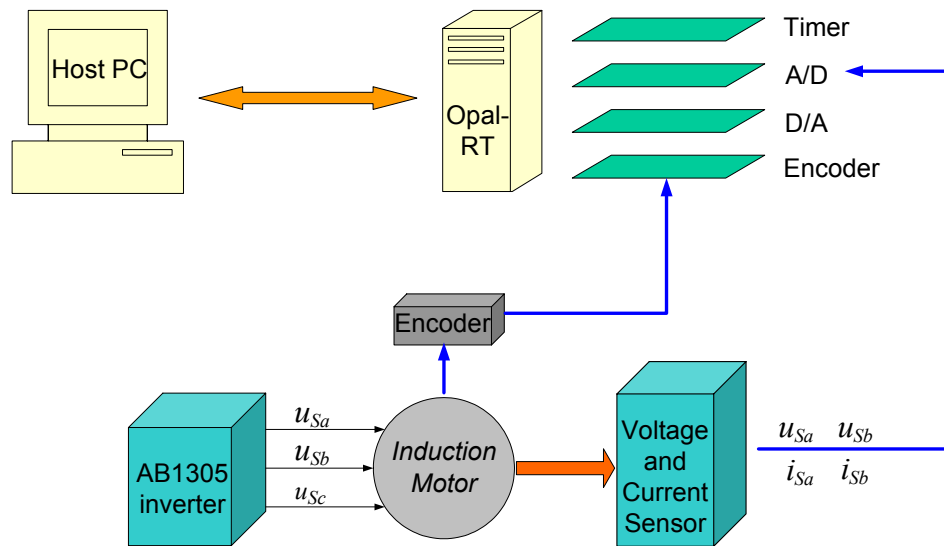 Host PC
Opal-
RT
Timer
A/D
D/A
Encoder
Encoder
AB1305
inverter
uSa
uSb
uSc
Induction
Motor
Voltage
and
Current
Sensor
uSa uSb
iSa iSb